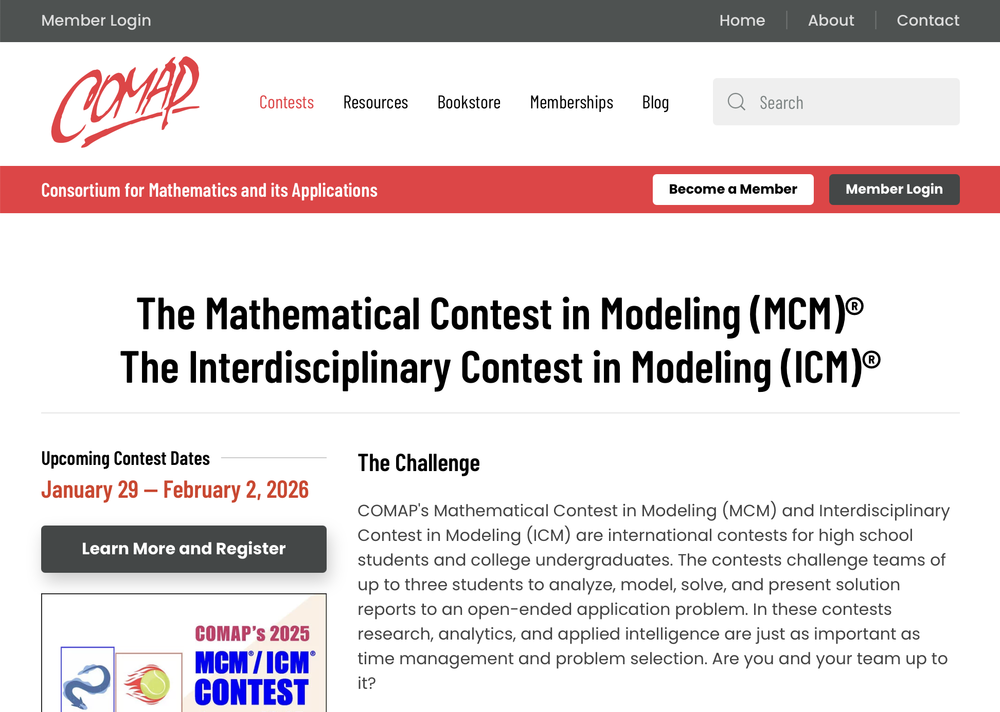 Member Login
Home
About
Contact
COMAP
Contests
Resources
Bookstore
Memberships
Blog
Search
Consortium for Mathematics and its Applications
Become a Member
Member Login
The Mathematical Contest in Modeling (MCM)®
The Interdisciplinary Contest in Modeling (ICM)®
Upcoming Contest Dates
January 29 — February 2, 2026
Learn More and Register
COMAP’s 2025
MCM®/ ICM®
CONTEST
The Challenge
COMAP's Mathematical Contest in Modeling (MCM) and Interdisciplinary
Contest in Modeling (ICM) are international contests for high school
students and college undergraduates. The contests challenge teams of
up to three students to analyze, model, solve, and present solution
reports to an open-ended application problem. In these contests
research, analytics, and applied intelligence are just as important as
time management and problem selection. Are you and your team up to
it?